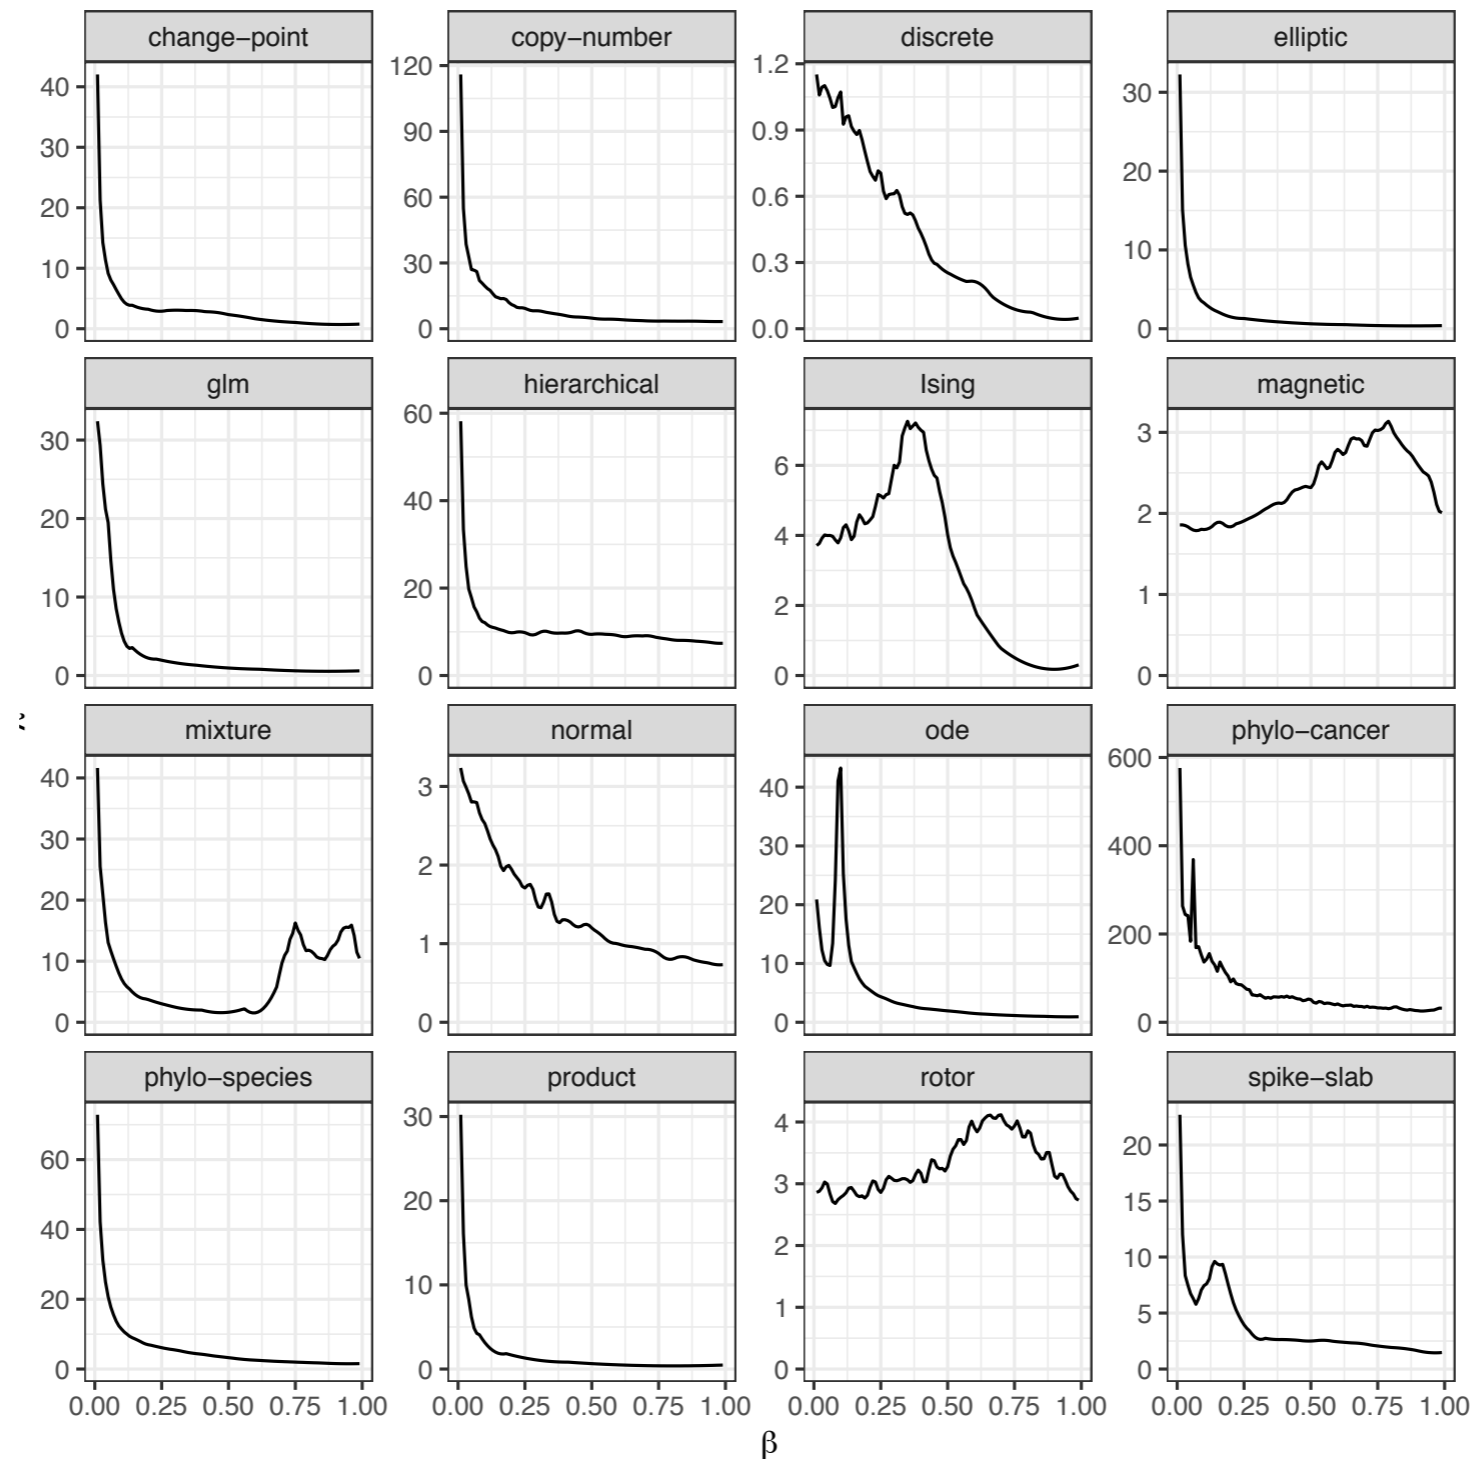 change−point copy−number discrete elliptic
40 30 20 10 0
120 90 60 30 0
1.2 0.9 0.6 0.3 0.0
30 20 10 0
glm hierarchical Ising magnetic
30 20 10 0
60 40 20 0
6 4 2 0
3 2 1 0
mixture normal ode phylo−cancer
40 30 20 10 0
3 2 1 0
40 30 20 10 0
600 400 200 0
phylo−species product rotor spike−slab
60 40 20 0
30 20 10 0
4 3 2 1 0
20 15 10 5 0
0.00 0.25 0.50 0.75 1.00 0.00 0.25 0.50 0.75 1.00 0.00 0.25 0.50 0.75 1.00 0.00 0.25 0.50 0.75 1.00
β